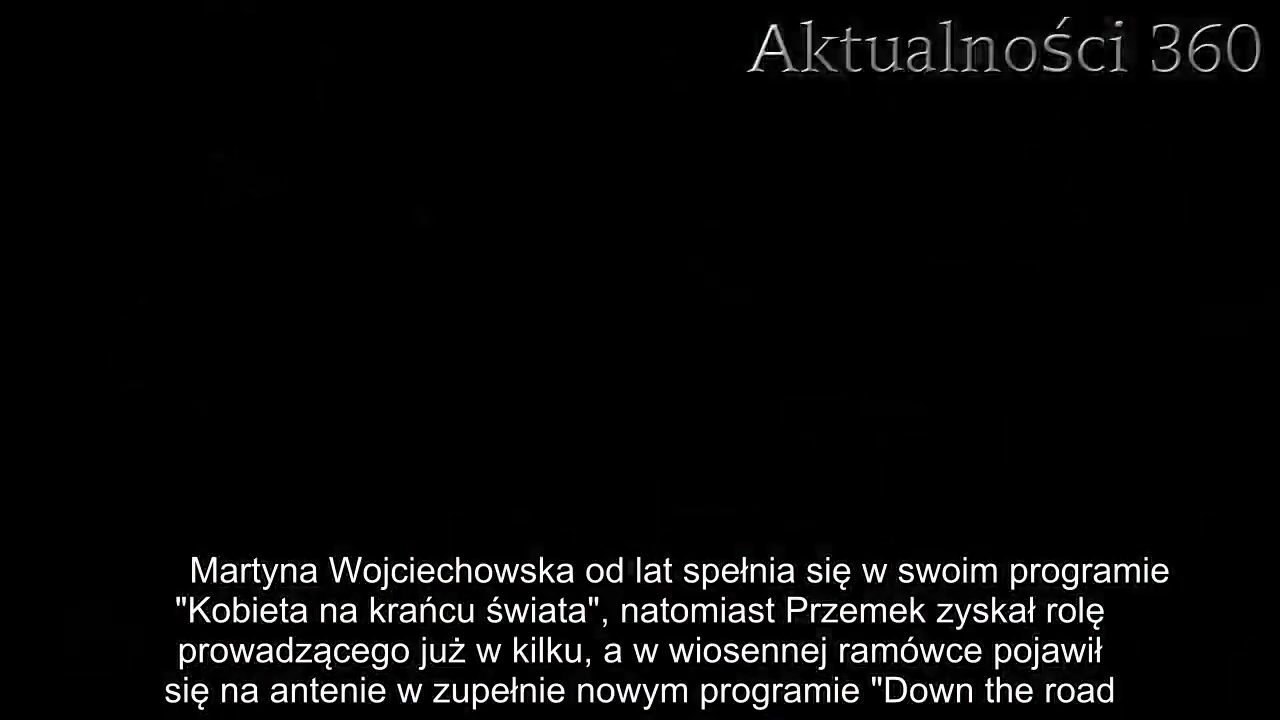 Aktualności 360
Martyna Wojciechowska od lat spełnia się w swoim programie
"Kobieta na krańcu świata", natomiast Przemek zyskał rolę
prowadzącego już w kilku, a w wiosennej ramówce pojawił
się na antenie w zupełnie nowym programie "Down the road